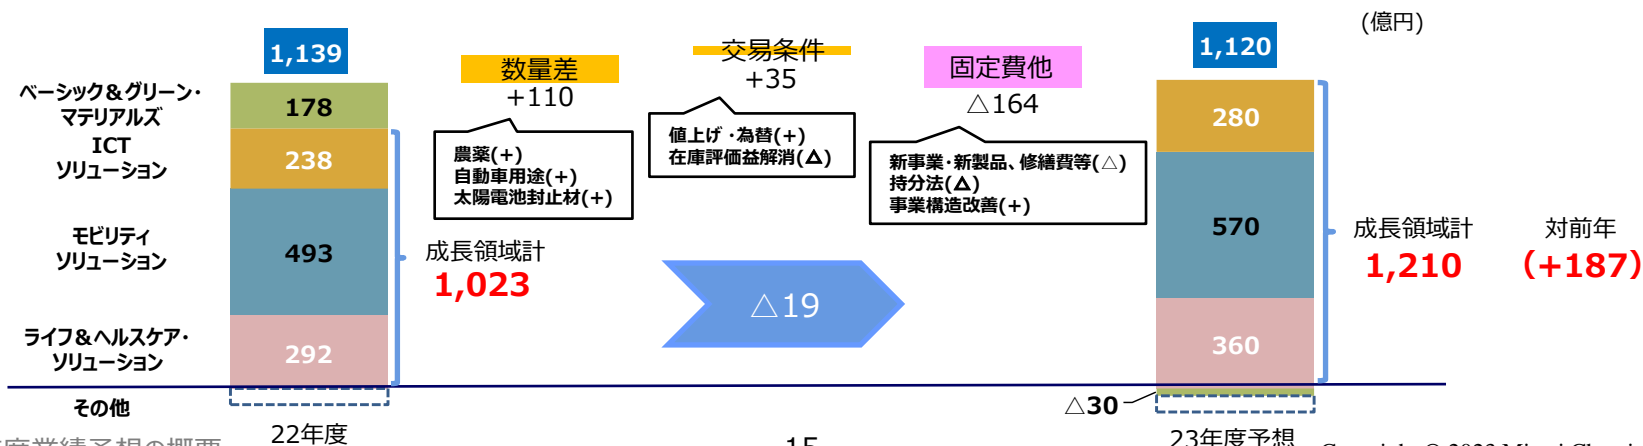 (億円)
1,139
1,120
数量差
+110
交易条件
+35
固定費他
△164
ベーシック&グリーン・
マテリアルズ
178
ICT
ソリューション
238
280
農薬(+)
自動車用途(+)
太陽電池封止材(+)
値上げ・為替(+)
在庫評価益解消(△)
新事業・新製品、修繕費等(△)
持分法(△)
事業構造改善(+)
モビリティ
ソリューション
493
570
成長領域計
1,023
△19
成長領域計
1,210
対前年
(+187)
ライフ&ヘルスケア・
ソリューション
292
360
その他
△30
22年度
23年度予想